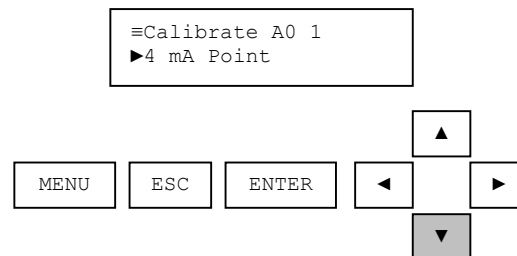 ≡Calibrate A0 1
►4 mA Point
▲
MENU ESC ENTER ◄ ►
▼